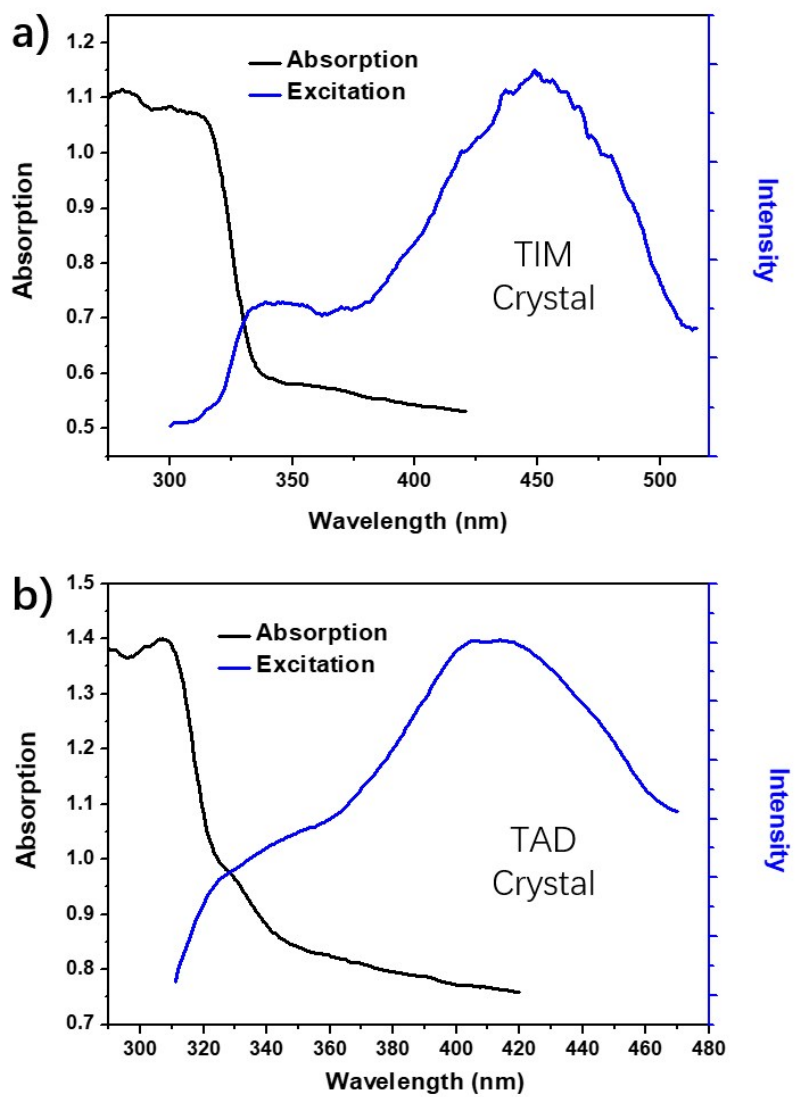 a)
Absorption
Excitation
TIM
Crystal
Absorption
Intensity
1.2
1.1
1.0
0.9
0.8
0.7
0.6
0.5
300 350 400 450 500
Wavelength (nm)
b)
Absorption
Excitation
TAD
Crystal
Absorption
Intensity
1.5
1.4
1.3
1.2
1.1
1.0
0.9
0.8
0.7
300 320 340 360 380 400 420 440 460 480
Wavelength (nm)